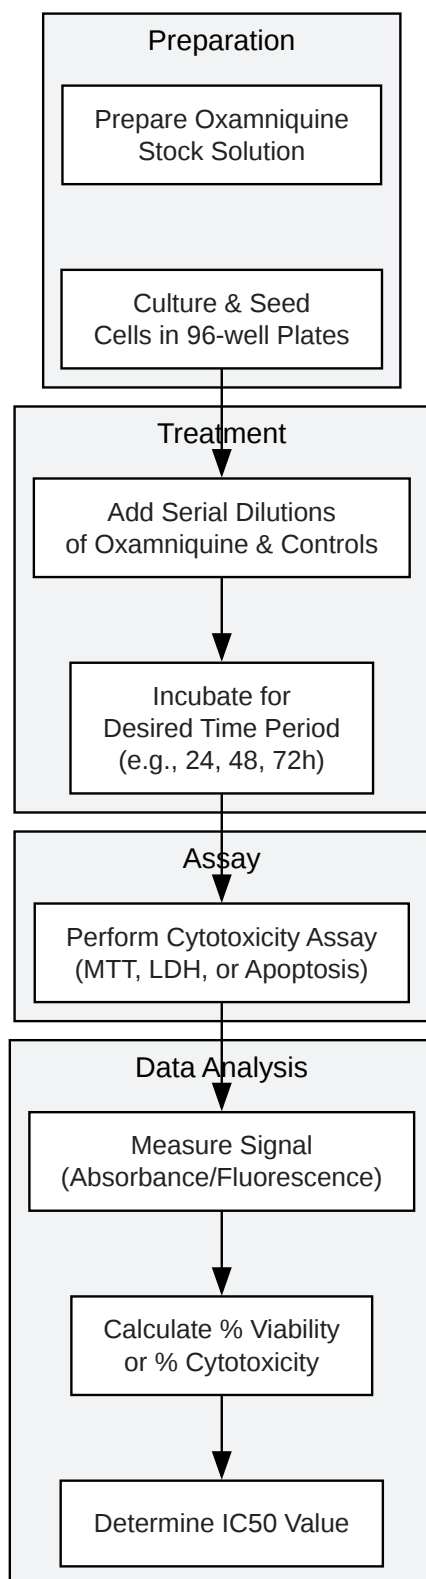 Preparation
Prepare Oxamniquine
Stock Solution
Culture & Seed
Cells in 96-well Plates
Treatment
Add Serial Dilutions
of Oxamniquine & Controls
Incubate for
Desired Time Period
(e.g., 24, 48, 72h)
Assay
Perform Cytotoxicity Assay
(MTT, LDH, or Apoptosis)
Data Analysis
Measure Signal
(Absorbance/Fluorescence)
Calculate % Viability
or % Cytotoxicity
Determine IC50 Value